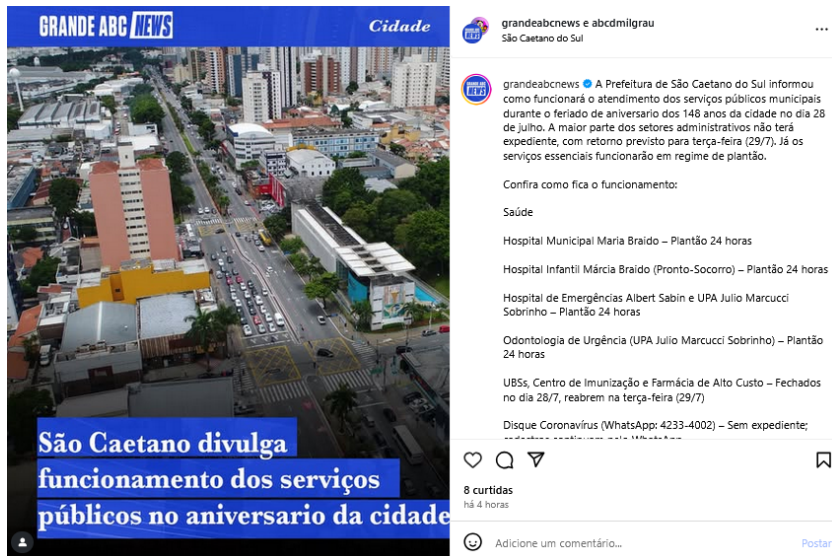 GRANDE ABC NEWS
Cidade
São Caetano divulga
funcionamento dos serviços
públicos no aniversario da cidade
grandeabcnews e abcdmilgrau
São Caetano do Sul
grandeabcnews A Prefeitura de São Caetano do Sul informou
como funcionará o atendimento dos serviços públicos municipais
durante o feriado de aniversario dos 148 anos da cidade no dia 28
de julho. A maior parte dos setores administrativos não terá
expediente, com retorno previsto para terça-feira (29/7). Já os
serviços essenciais funcionarão em regime de plantão.
Confira como fica o funcionamento:
Saúde
Hospital Municipal Maria Braido – Plantão 24 horas
Hospital Infantil Márcia Braido (Pronto-Socorro) – Plantão 24 horas
Hospital de Emergências Albert Sabin e UPA Julio Marcucci
Sobrinho – Plantão 24 horas
Odontologia de Urgência (UPA Julio Marcucci Sobrinho) – Plantão
24 horas
UBSs, Centro de Imunização e Farmácia de Alto Custo – Fechados
no dia 28/7, reabrem na terça-feira (29/7)
Disque Coronavírus (WhatsApp: 4233-4002) – Sem expediente;
8 curtidas
há 4 horas
Adicione um comentário...
Postar